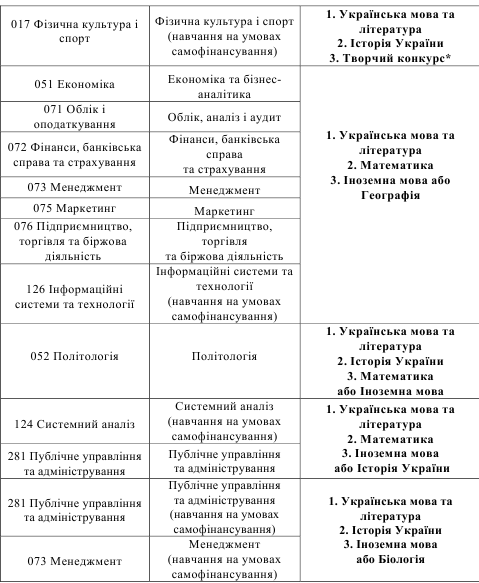 017 Фізична культура і
спорт
Фізична культура і спорт
(навчання на умовах
самофінансування)
1. Українська мова та
література
2. Історія України
3. Творчий конкурс*
051 Економіка
Економіка та бізнес-
аналітика
071 Облік і
оподаткування
Облік, аналіз і аудит
072 Фінанси, банківська
справа та страхування
Фінанси, банківська
справа
та страхування
073 Менеджмент
Менеджмент
075 Маркетинг
Маркетинг
076 Підприємництво,
торгівля та біржова
діяльність
Підприємництво,
торгівля
та біржова діяльність
126 Інформаційні
системи та технології
Інформаційні системи та
технології
(навчання на умовах
самофінансування)
1. Українська мова та
література
2. Математика
3. Іноземна мова або
Географія
052 Політологія
Політологія
1. Українська мова та
література
2. Історія України
3. Математика
або Іноземна мова
124 Системний аналіз
Системний аналіз
(навчання на умовах
самофінансування)
281 Публічне управління
та адміністрування
Публічне управління
та адміністрування
1. Українська мова та
література
2. Математика
3. Іноземна мова
або Історія України
281 Публічне управління
та адміністрування
Публічне управління
та адміністрування
(навчання на умовах
самофінансування)
073 Менеджмент
Менеджмент
(навчання на умовах
самофінансування)
1. Українська мова та
література
2. Історія України
3. Іноземна мова
або Біологія